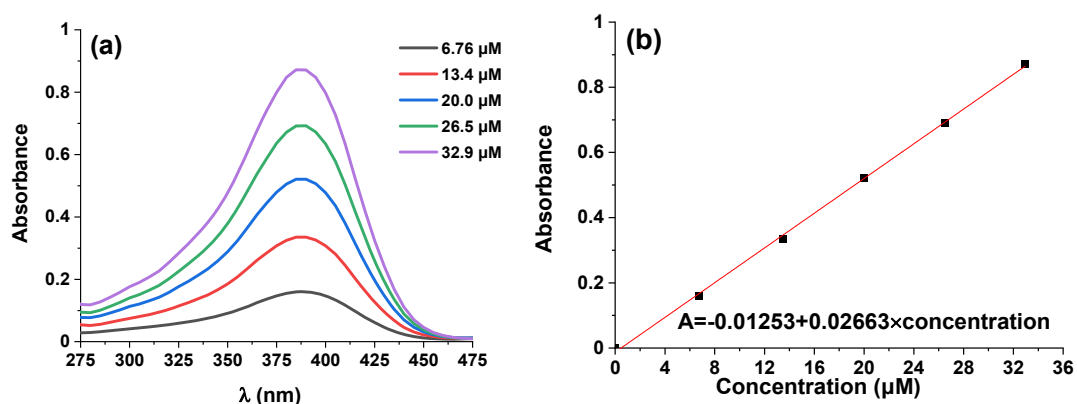 (a)
6.76 µM
13.4 µM
20.0 µM
26.5 µM
32.9 µM
Absorbance
1
0.8
0.6
0.4
0.2
0
275 300 325 350 375 400 425 450 475
λ (nm)
(b)
Absorbance
1
0.8
0.6
0.4
0.2
0
A=-0.01253+0.02663×concentration
0 4 8 12 16 20 24 28 32 36
Concentration (µM)